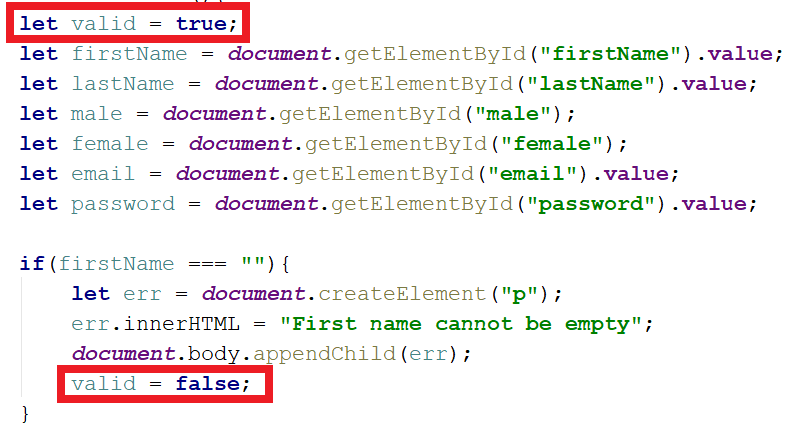 let valid = true;
let firstName = document.getElementById("firstName").value;
let lastName = document.getElementById("lastName").value;
let male = document.getElementById("male");
let female = document.getElementById("female");
let email = document.getElementById("email").value;
let password = document.getElementById("password").value;
if(firstName === ""){
let err = document.createElement("p");
err.innerHTML = "First name cannot be empty";
document.body.appendChild(err);
valid = false;
}